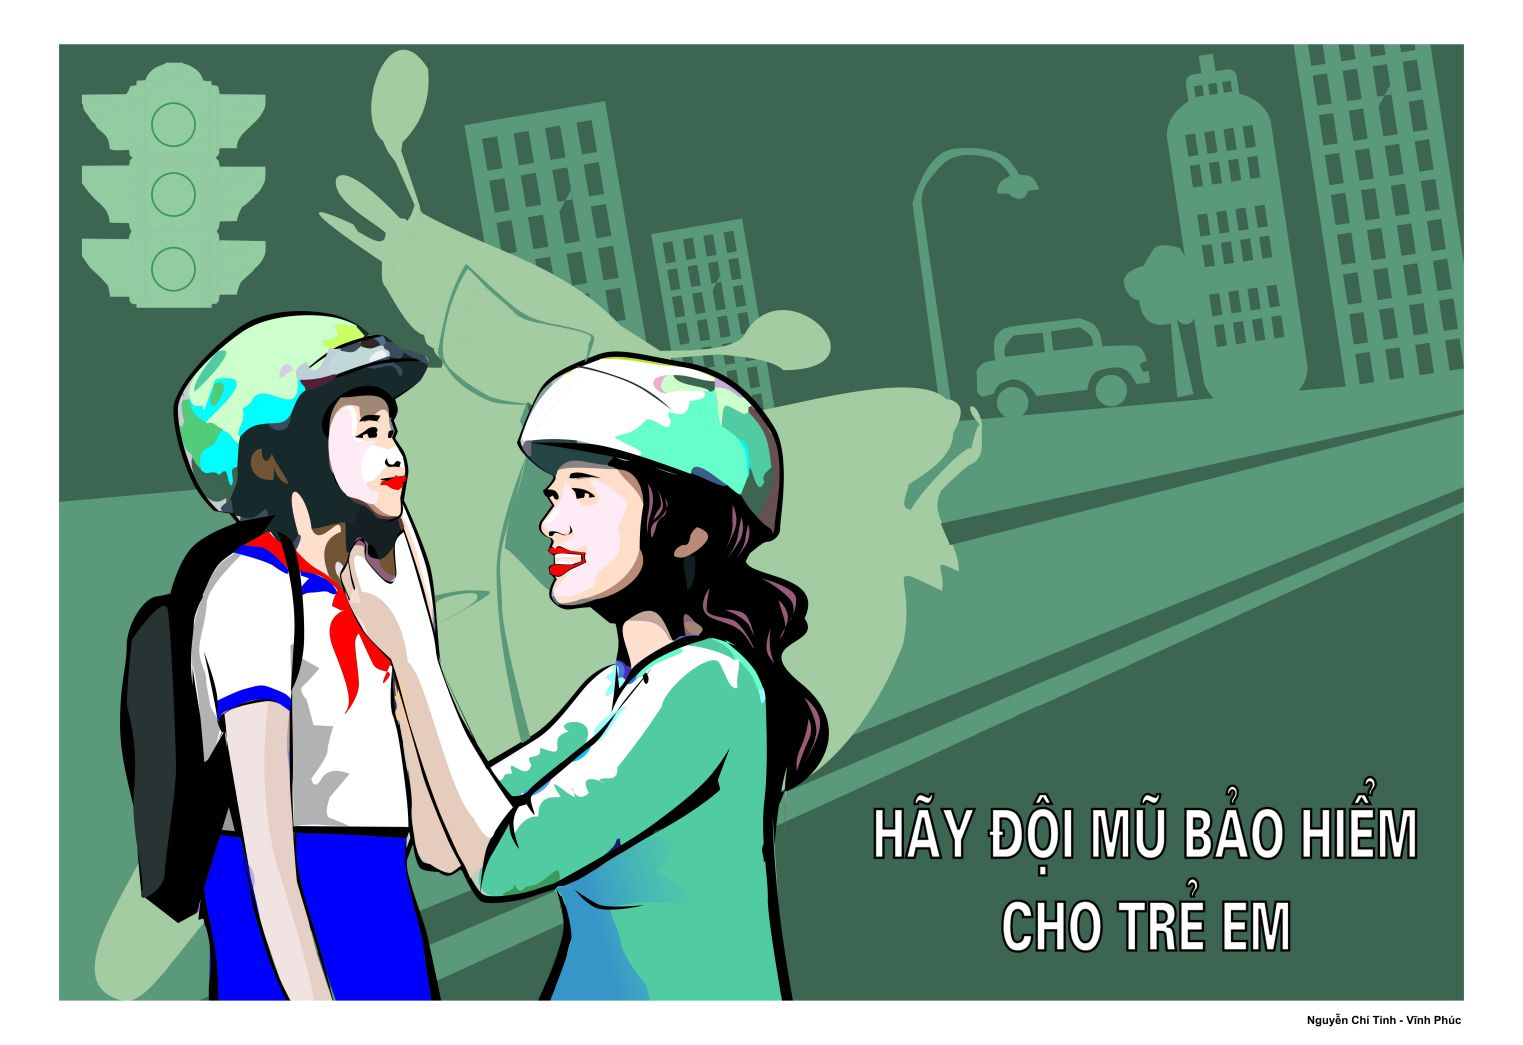 HÃY ĐỘI MŨ BẢO HIỂM
CHO TRẺ EM
Nguyễn Chí Tình - Vĩnh Phúc